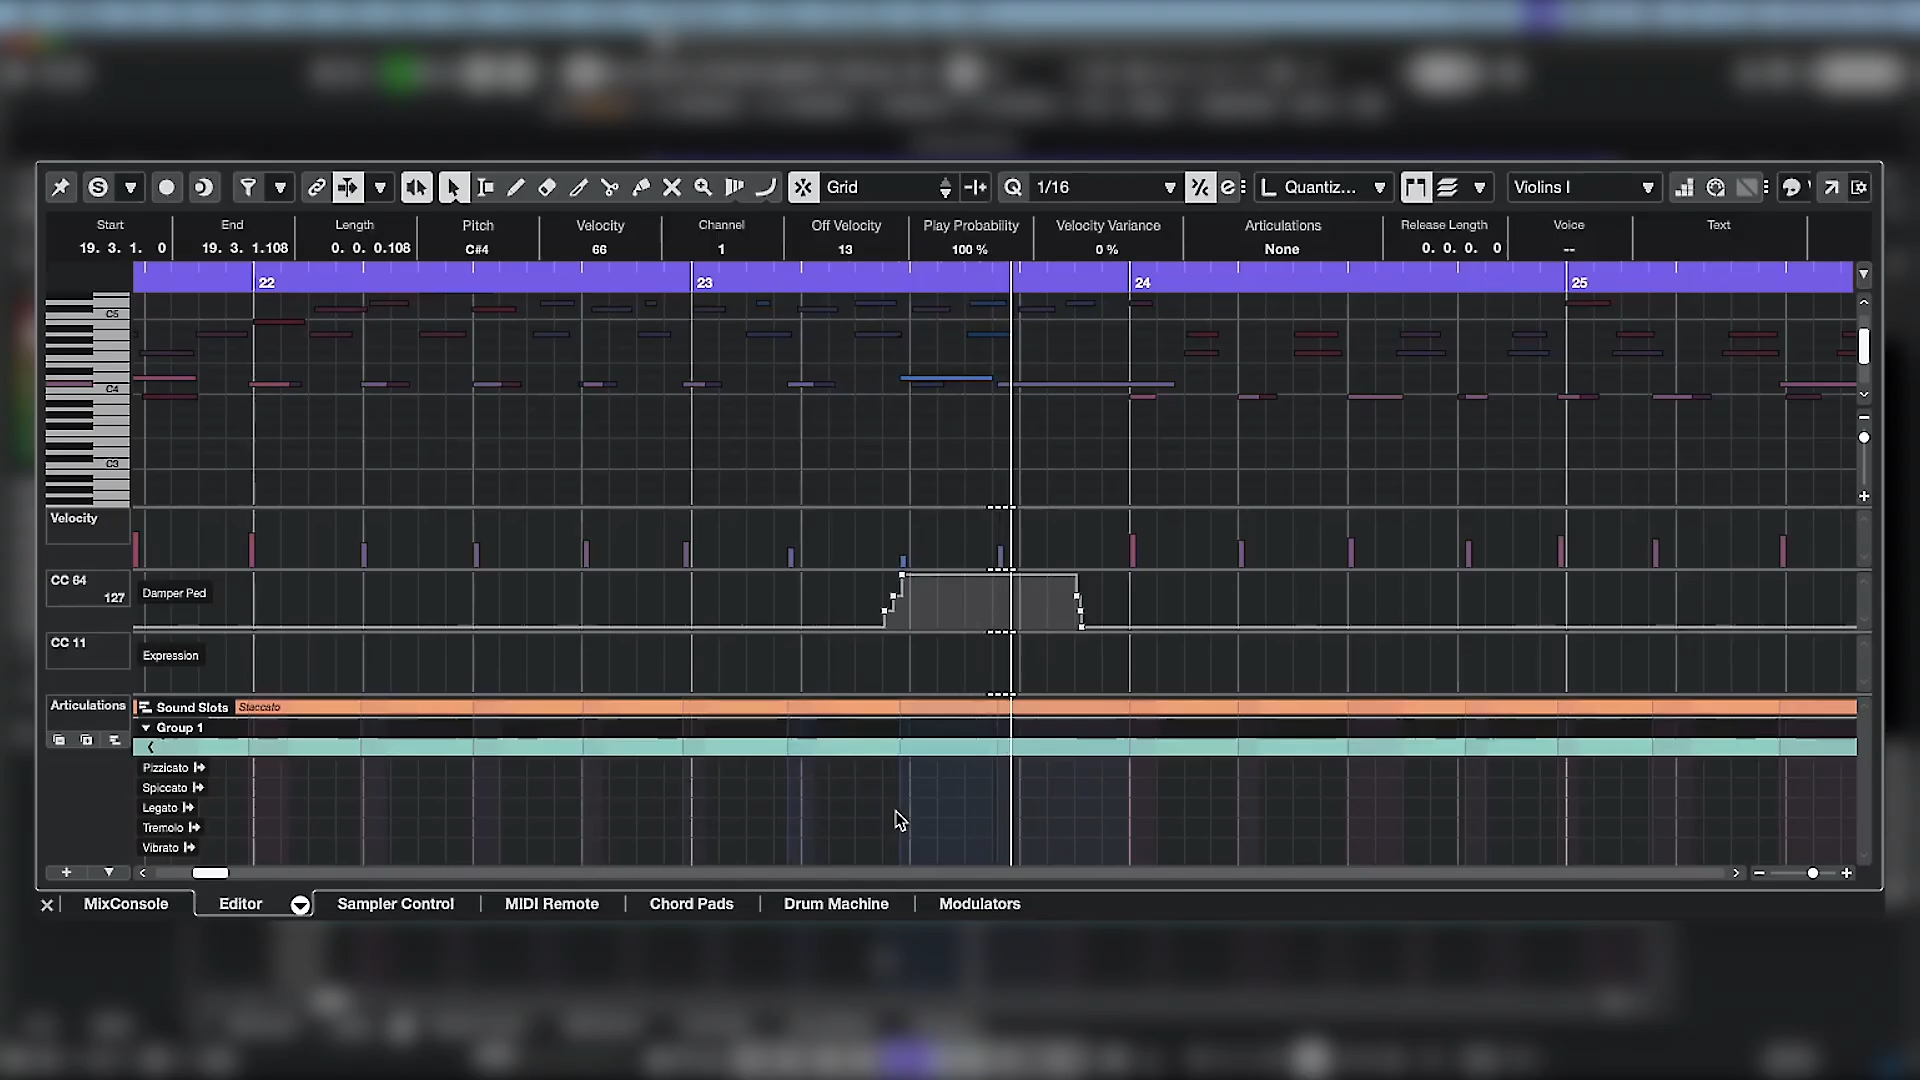 S Grid Q 1/16 e L Quantiz... Violins I
Start End Length Pitch Velocity Channel Off Velocity Play Probability Velocity Variance Articulations Release Length Voice Text
19. 3. 1. 0 19. 3. 1.108 0. 0. 0.108 C#4 66 1 13 100 % 0 % None 0. 0. 0. 0 --
22 23 24 25
C5
C4
C3
Velocity
CC 64
127 Damper Ped
CC 11
Expression
Articulations Sound Slots Staccato
Group 1
Pizzicato
Spiccato
Legato
Tremolo
Vibrato
MixConsole Editor Sampler Control MIDI Remote Chord Pads Drum Machine Modulators